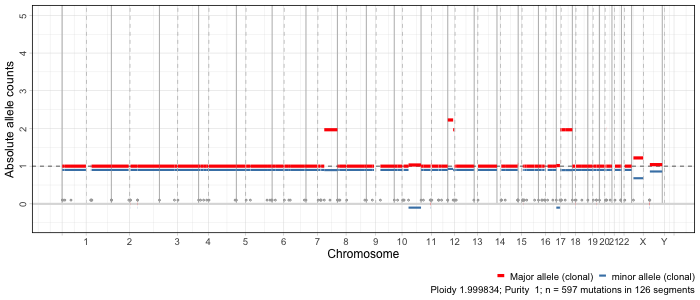 Absolute allele counts
5
4
3
2
1
0
1 2 3 4 5 6 7 8 9 10 11 12 13 14 15 16 17 18 19 20 21 22 X Y
Chromosome
Major allele (clonal) minor allele (clonal)
Ploidy 1.999834; Purity 1; n = 597 mutations in 126 segments